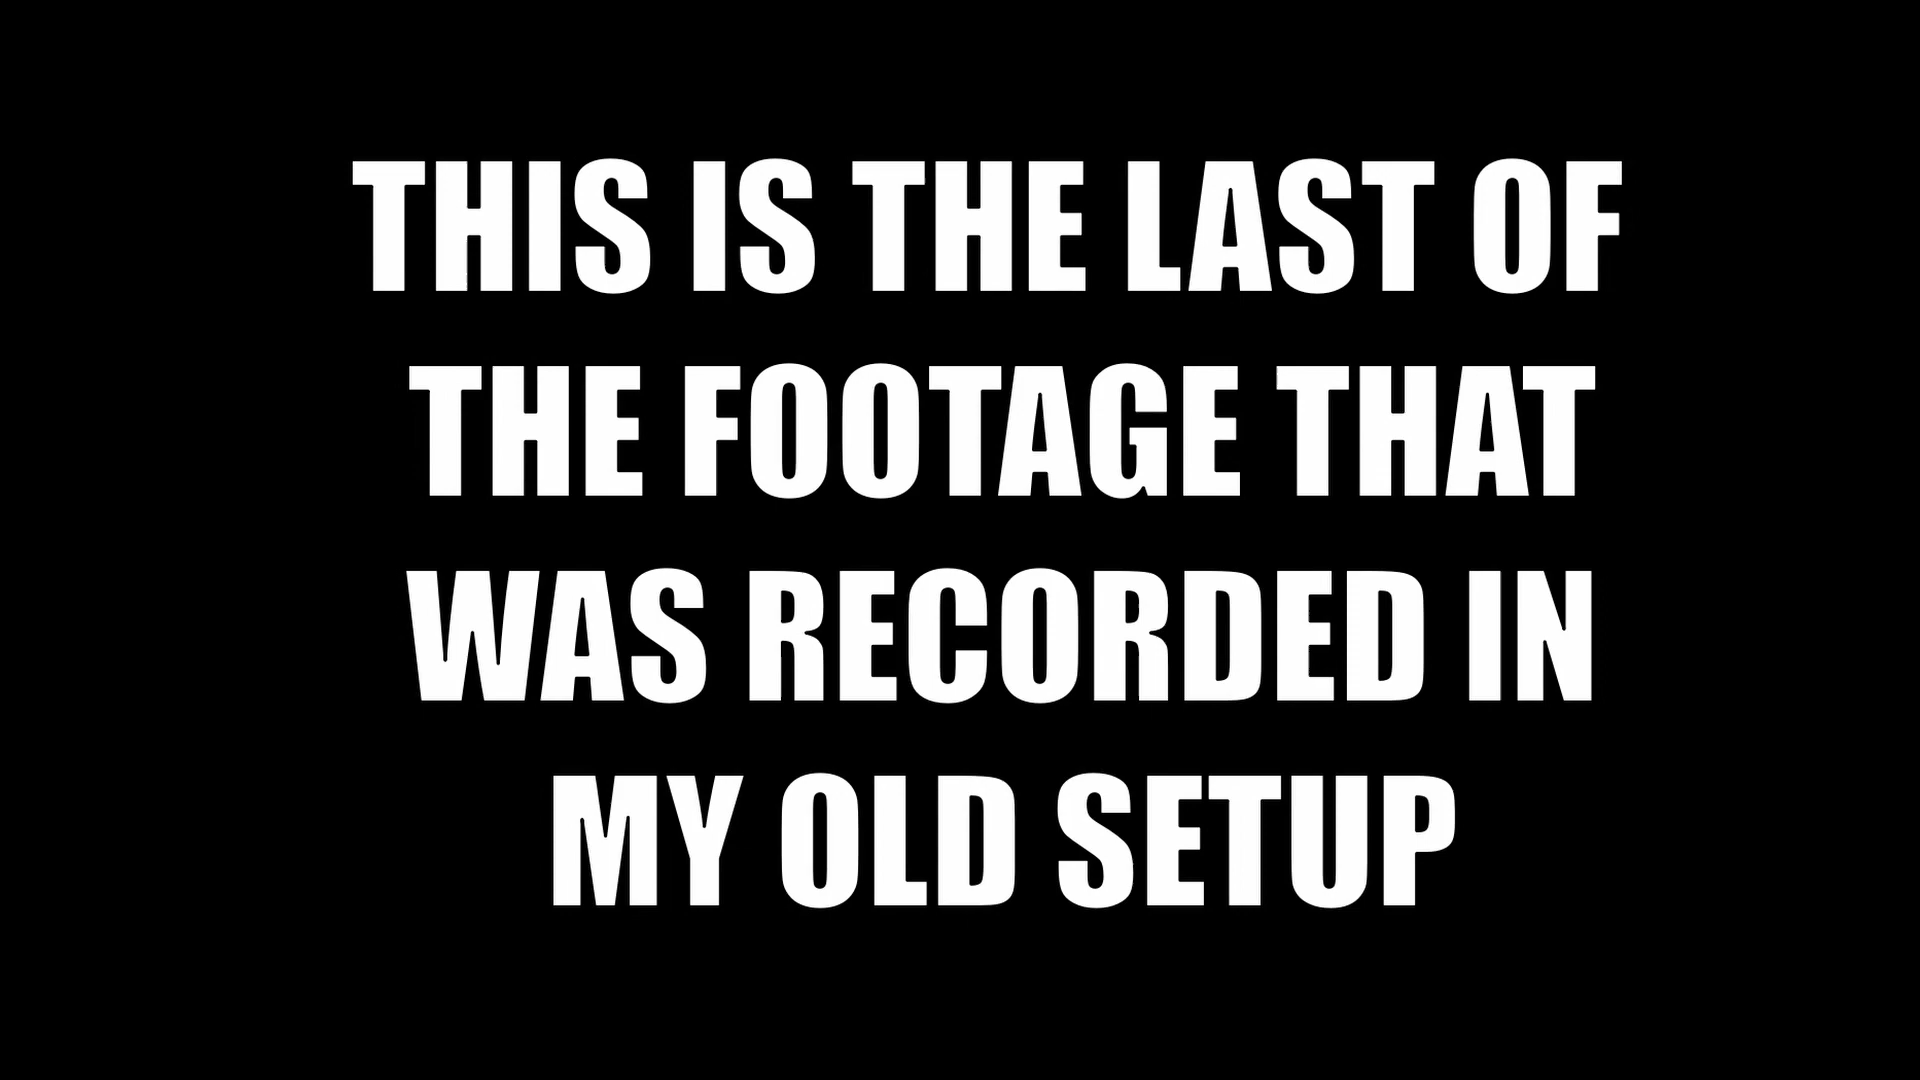 THIS IS THE LAST OF
THE FOOTAGE THAT
WAS RECORDED IN
MY OLD SETUP